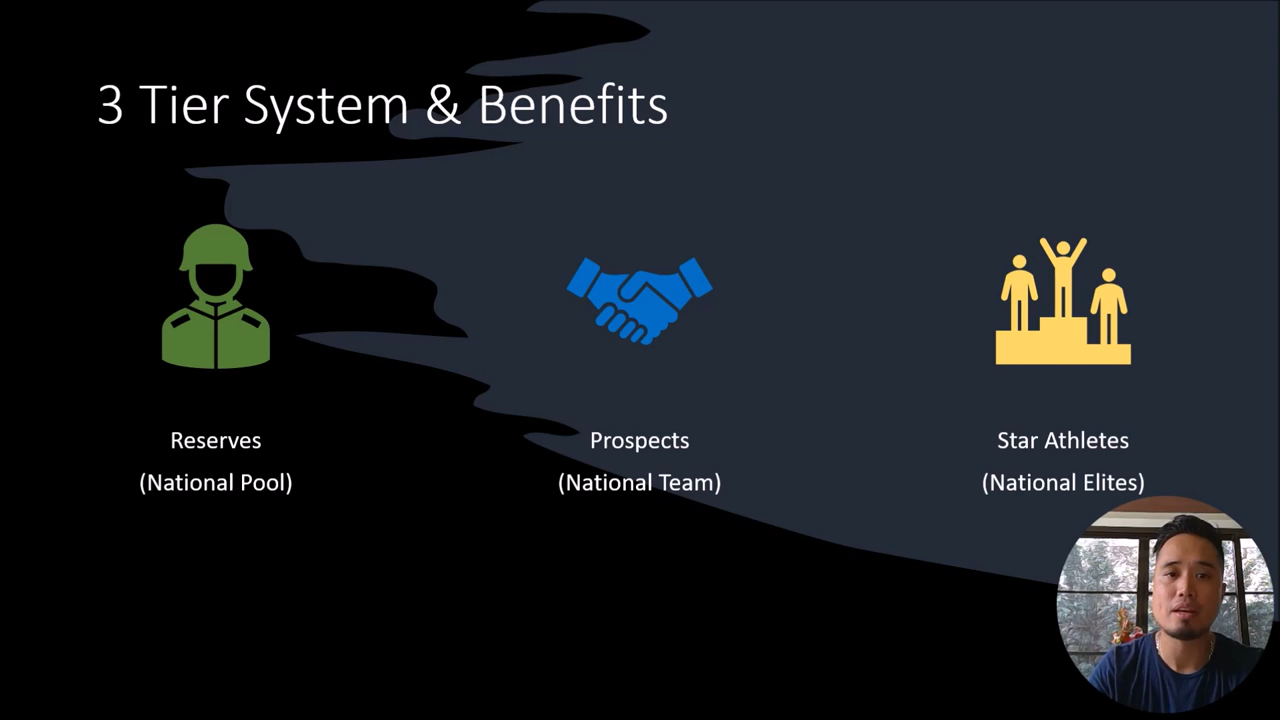 3 Tier System & Benefits
Reserves
(National Pool)
Prospects
(National Team)
Star Athletes
(National Elites)